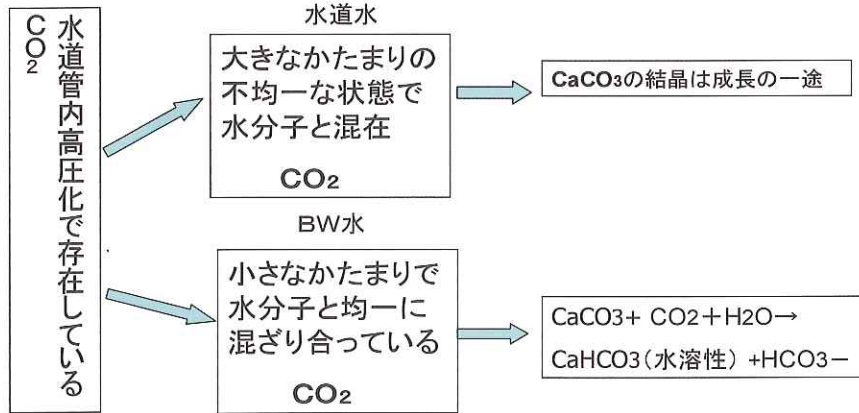 水道管内高圧化で存在している
CO2
水道水
大きなかたまりの
不均一な状態で
水分子と混在
CO2
CaCO3の結晶は成長の一途
BW水
小さなかたまりで
水分子と均一に
混ざり合っている
CO2
CaCO3+ CO2+H2O→
CaHCO3(水溶性) +HCO3−